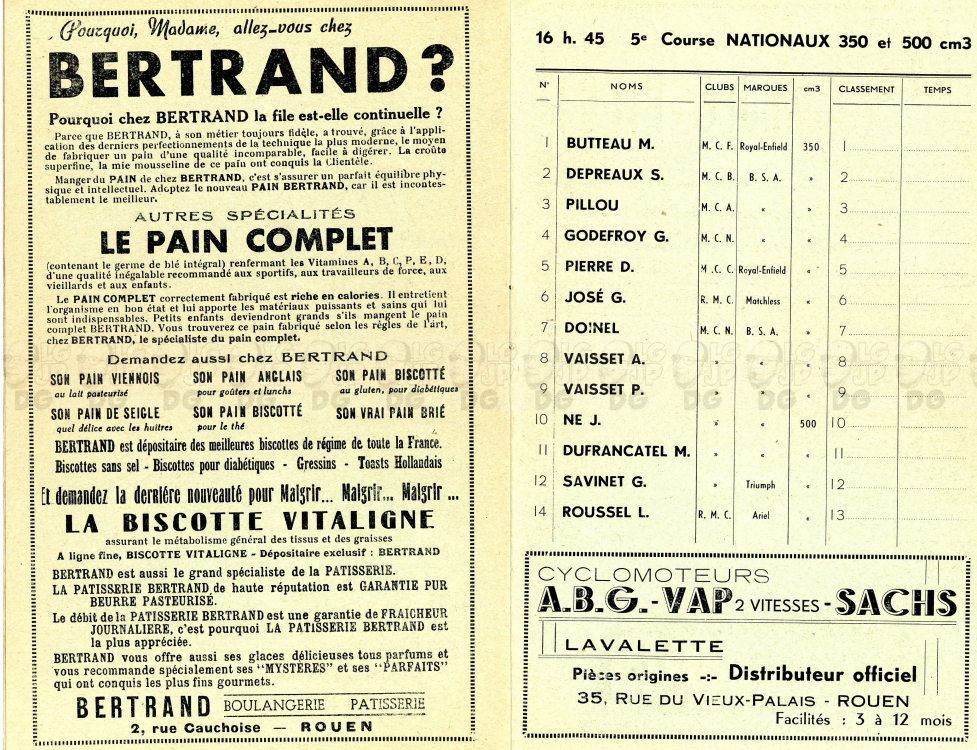 Pourquoi, Madame, allez-vous chez
BERTRAND ?
Pourquoi chez BERTRAND la file est-elle continuelle ?
Parce que BERTRAND, à son métier toujours fidèle, a trouvé, grâce à l'appli-
cation des derniers perfectionnements de la technique la plus moderne, le moyen
de fabriquer un pain d'une qualité incomparable, facile à digérer. La croûte
superfine, la mie mousseline de ce pain ont conquis la Clientèle.
Manger du PAIN de chez BERTRAND, c'est s'assurer un parfait équilibre phy-
sique et intellectuel. Adoptez le nouveau PAIN BERTRAND, car il est incontes-
tablement le meilleur.
AUTRES SPÉCIALITÉS
LE PAIN COMPLET
(contenant le germe de blé intégral) renfermant les Vitamines A, B, C, P, E, D,
d'une qualité inégalable recommandé aux sportifs, aux travailleurs de force, aux
vieillards et aux enfants.
Le PAIN COMPLET correctement fabriqué est riche en calories. Il entretient
l'organisme en bon état et lui apporte les matériaux puissants et sains qui lui
sont indispensables. Petits enfants deviendront grands s'ils mangent le pain
complet BERTRAND. Vous trouverez ce pain fabriqué selon les règles de l'art,
chez BERTRAND, le spécialiste du pain complet.
Demandez aussi chez BERTRAND
SON PAIN VIENNOIS SON PAIN ANGLAIS SON PAIN BISCOTTÉ
au lait pasteurisé pour goûters et lunchs au gluten, pour diabétiques
SON PAIN DE SEIGLE SON PAIN BISCOTTÉ SON VRAI PAIN BRIÉ
quel délice avec les huîtres pour le thé
BERTRAND est dépositaire des meilleures biscottes de régime de toute la France.
Biscottes sans sel - Biscottes pour diabétiques - Gressins - Toasts Hollandais
Et demandez la dernière nouveauté pour Maigrir... Maigrir... Maigrir ...
LA BISCOTTE VITALIGNE
assurant le métabolisme général des tissus et des graisses
A ligne fine, BISCOTTE VITALIGNE - Dépositaire exclusif : BERTRAND
BERTRAND est aussi le grand spécialiste de la PATISSERIE.
LA PATISSERIE BERTRAND de haute réputation est GARANTIE PUR
BEURRE PASTEURISÉ.
Le débit de la PATISSERIE BERTRAND est une garantie de FRAICHEUR
JOURNALIERE, c'est pourquoi LA PATISSERIE BERTRAND est
la plus appréciée.
BERTRAND vous offre aussi ses glaces délicieuses tous parfums et
vous recommande spécialement ses "MYSTÈRES" et ses "PARFAITS"
qui ont conquis les plus fins gourmets.
BERTRAND BOULANGERIE PATISSERIE
2, rue Cauchoise — ROUEN
16 h. 45 5e Course NATIONAUX 350 et 500 cm3
N° NOMS CLUBS MARQUES cm3 CLASSEMENT TEMPS
1 BUTTEAU M. M. C. F. Royal-Enfield 350 1
2 DEPREAUX S. M. C. B. B. S. A. » 2
3 PILLOU M. C. A. « » 3
4 GODEFROY G. M. C. N. « » 4
5 PIERRE D. M. C. C. Royal-Enfield « 5
6 JOSÉ G. R. M. C. Matchless « 6
7 DOINEL M. C. N. B. S. A. » 7
8 VAISSET A. « « » 8
9 VAISSET P. « « » 9
10 NE J. » « 500 10
11 DUFRANCATEL M. » « » 11
12 SAVINET G. » Triumph « 12
14 ROUSSEL L. R. M. C. Ariel « 13
CYCLOMOTEURS
A.B.G. - VAP 2 VITESSES - SACHS
LAVALETTE
Pièces origines -:- Distributeur officiel
35, RUE DU VIEUX-PALAIS - ROUEN
Facilités : 3 à 12 mois